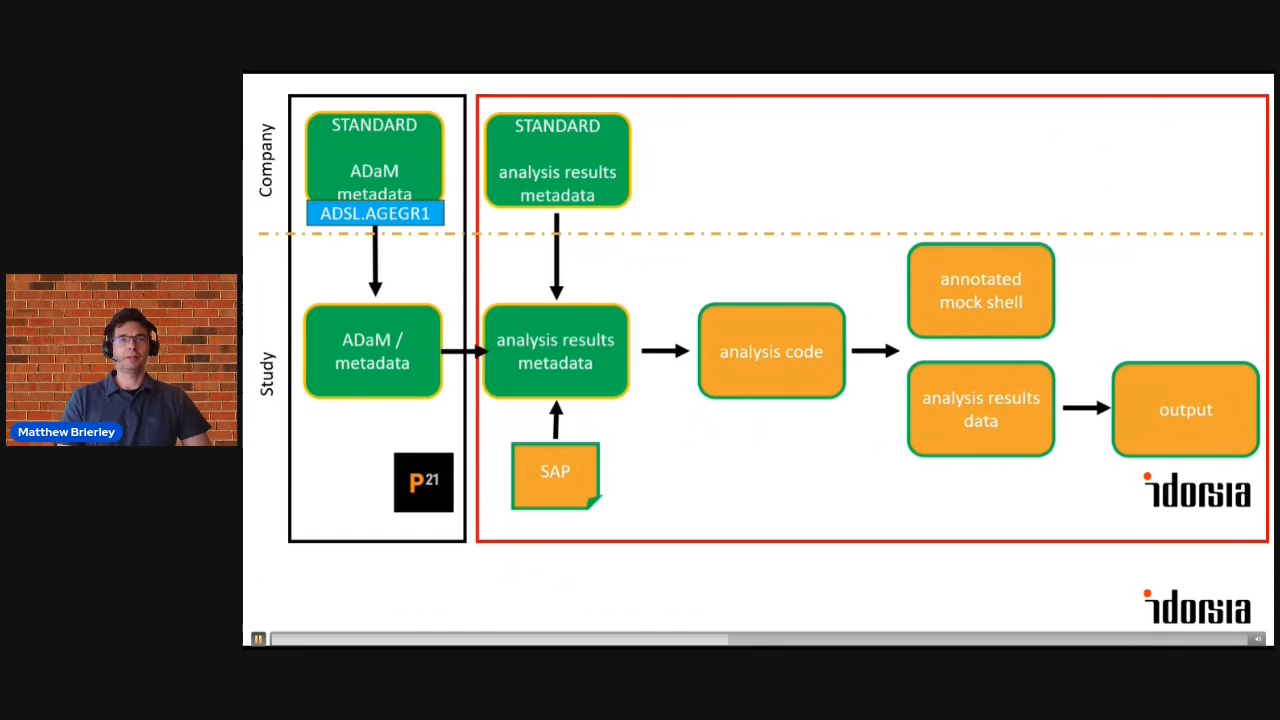 Company
STANDARD
ADaM
metadata
ADSL.AGEGR1
STANDARD
analysis results
metadata
Study
ADaM /
metadata
analysis results
metadata
analysis code
annotated
mock shell
analysis results
data
output
SAP
P21
idorsia
idorsia
Matthew Brierley